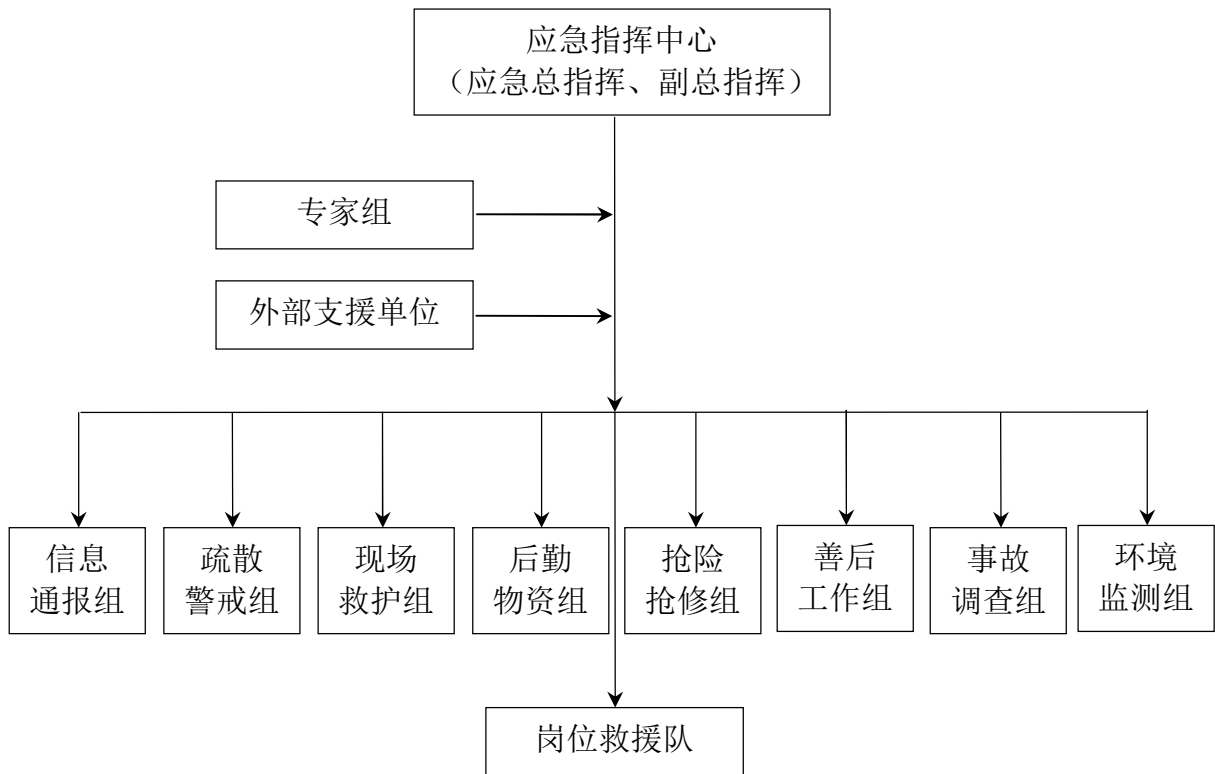 应急指挥中心
（应急总指挥、副总指挥）
专家组
外部支援单位
信息
通报组
疏散
警戒组
现场
救护组
后勤
物资组
抢险
抢修组
善后
工作组
事故
调查组
环境
监测组
岗位救援队